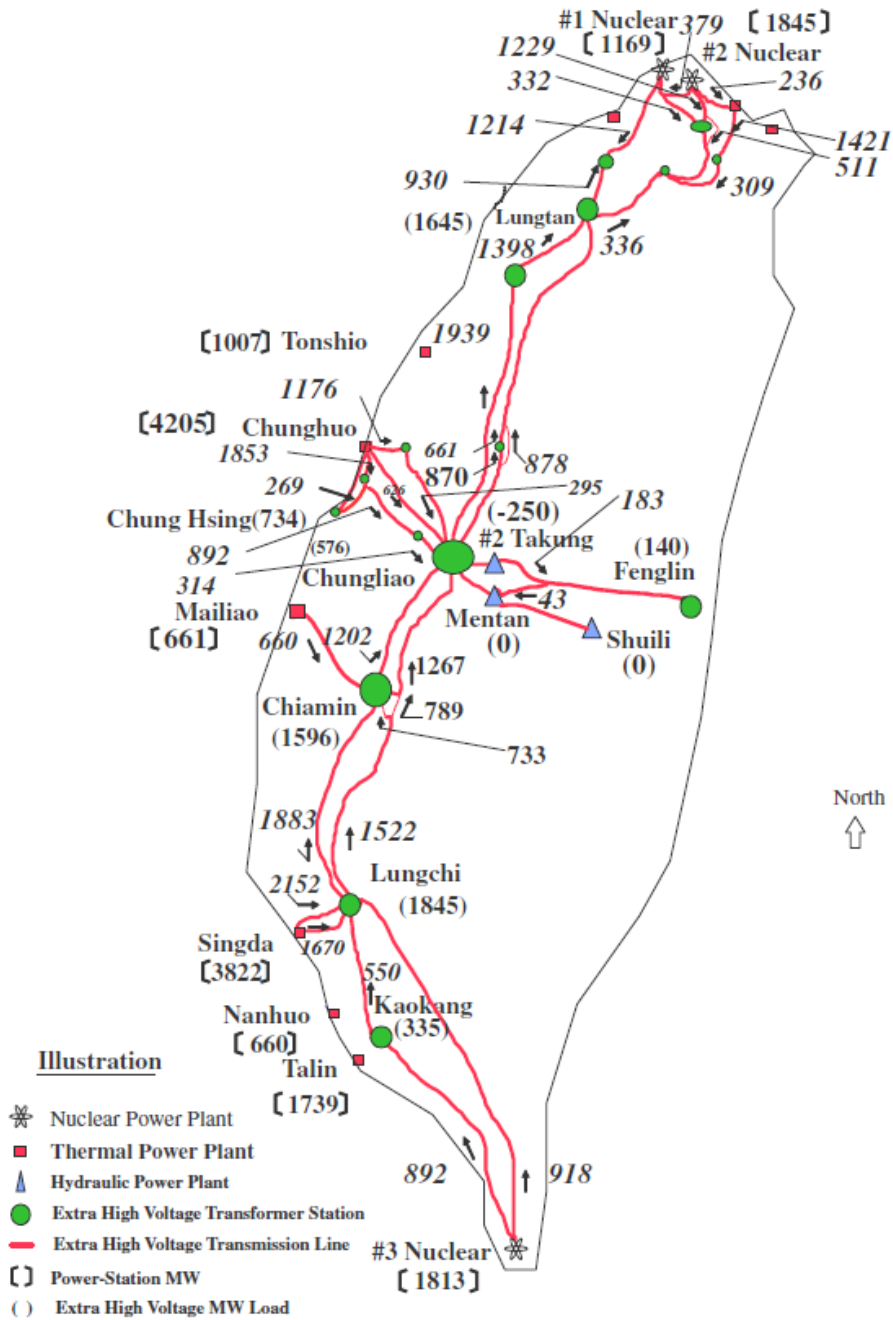 #1 Nuclear 379 〔1845〕
1229 〔1169〕 #2 Nuclear
332 236
1214 1421
511
930 309
(1645) Lungtan
1398 336
〔1007〕 Tonshio 1939
1176
〔4205〕 Chunghuo
1853 661 878
870
269 626 295
Chung Hsing(734) (-250) 183
892 (576) #2 Takung (140)
314 Chungliao Fenglin
Mailiao Mentan 43
〔661〕 660 1202 (0) Shuili
(0)
1267
Chiamin 789
(1596) 733
North
1883 1522
2152 Lungchi
(1845)
Singda 1670
〔3822〕 550
Nanhuo Kaokang
〔660〕 (335)
Talin
〔1739〕
892 918
#3 Nuclear
〔1813〕
Illustration
Nuclear Power Plant
Thermal Power Plant
Hydraulic Power Plant
Extra High Voltage Transformer Station
Extra High Voltage Transmission Line
〔〕 Power-Station MW
( ) Extra High Voltage MW Load